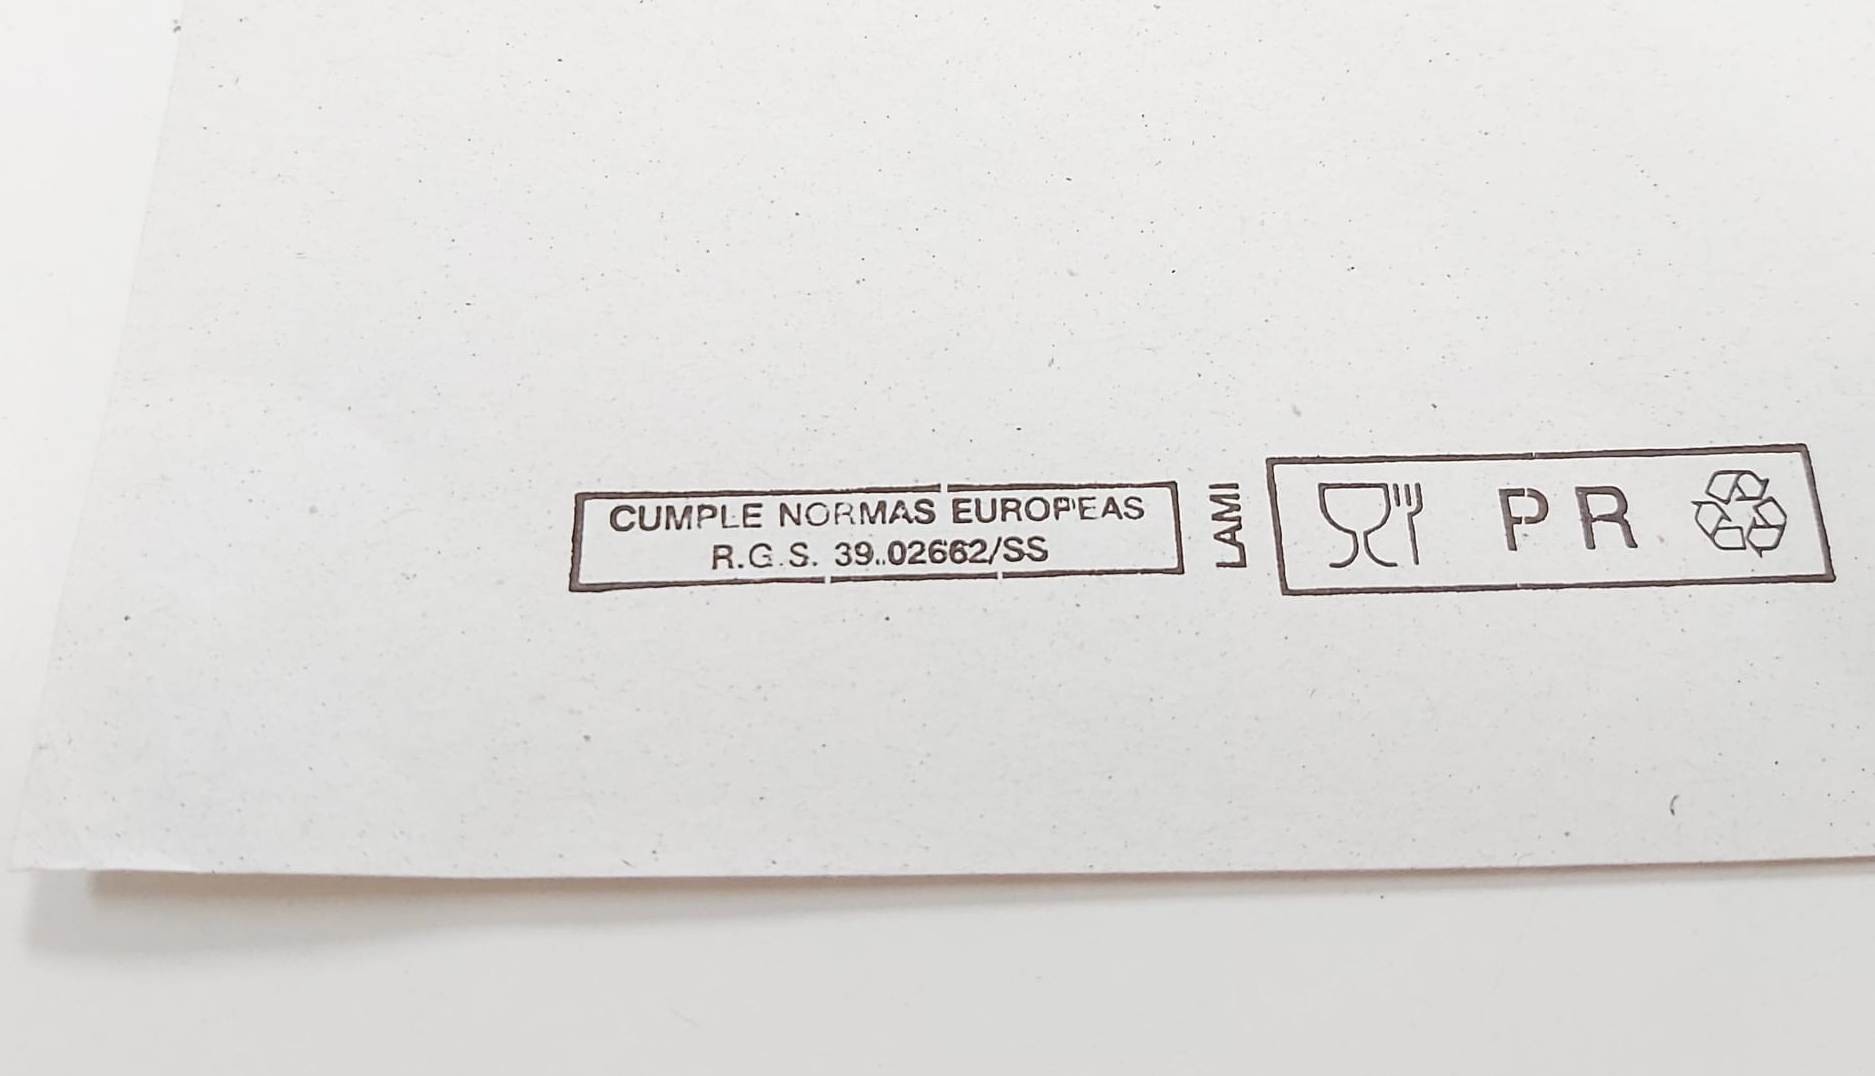 CUMPLE NORMAS EUROPEAS
R.G.S. 39.02662/SS
LAMI
PR